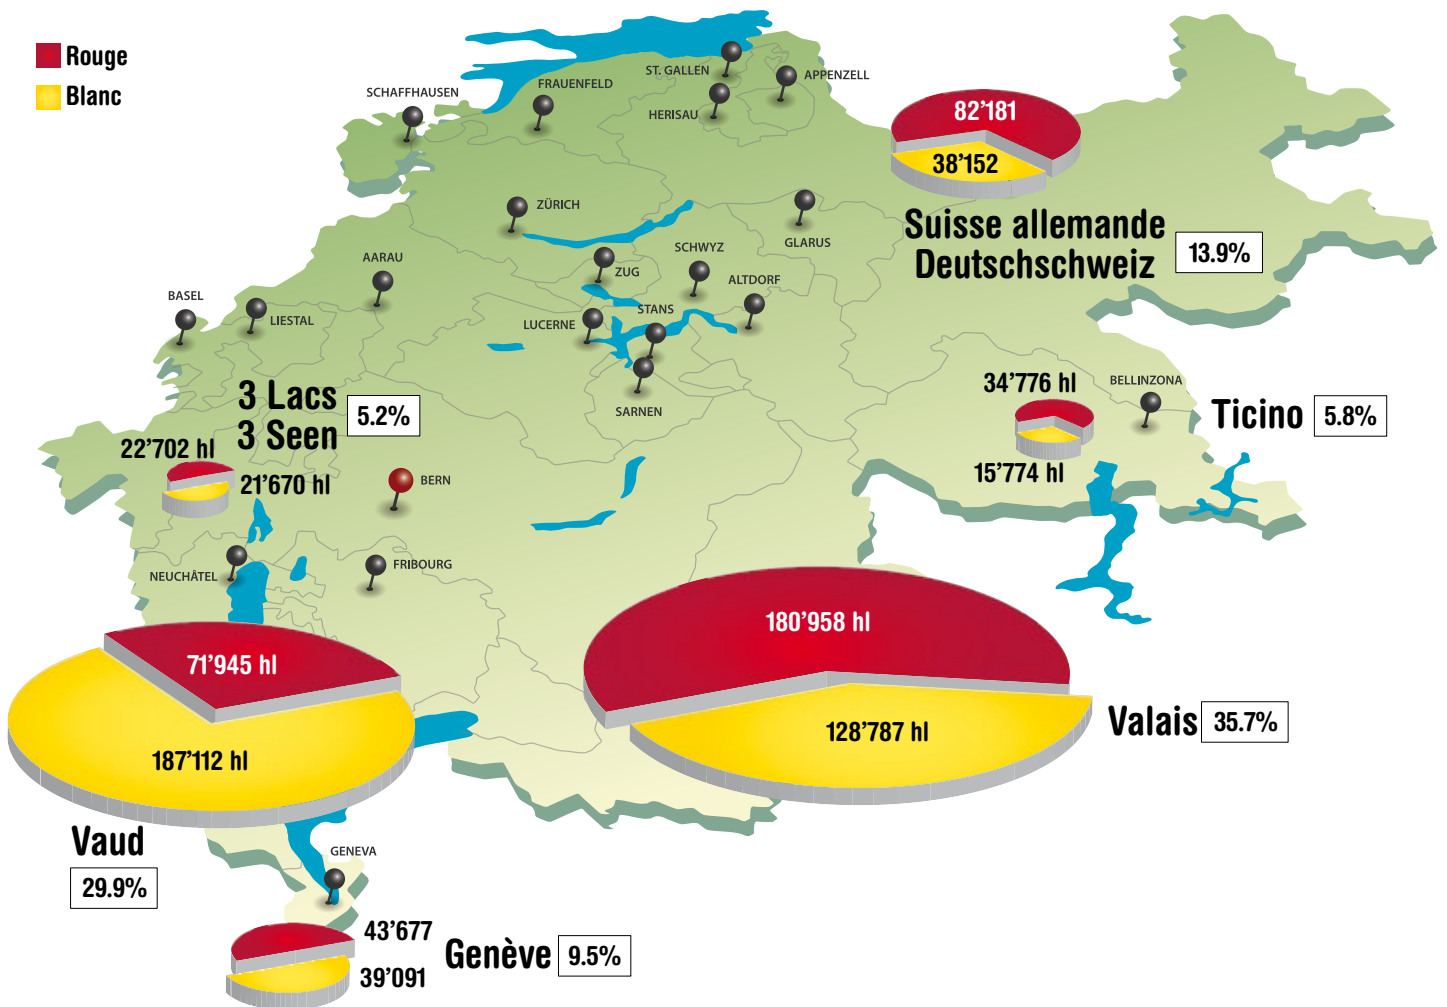 Rouge
Blanc
SCHAFFHAUSEN
FRAUENFELD
ST. GALLEN
APPENZELL
HERISAU
82’181
38’152
Suisse allemande
Deutschschweiz
13.9%
ZÜRICH
GLARUS
SCHWYZ
ZUG
ALTDORF
AARAU
BASEL
LIESTAL
LUCERNE
STANS
SARNEN
3 Lacs
3 Seen
5.2%
22’702 hl
21’670 hl
BERN
34’776 hl
15’774 hl
BELLINZONA
Ticino
5.8%
NEUCHÂTEL
FRIBOURG
71’945 hl
187’112 hl
Vaud
29.9%
180’958 hl
128’787 hl
Valais
35.7%
GENEVA
43’677
39’091
Genève
9.5%